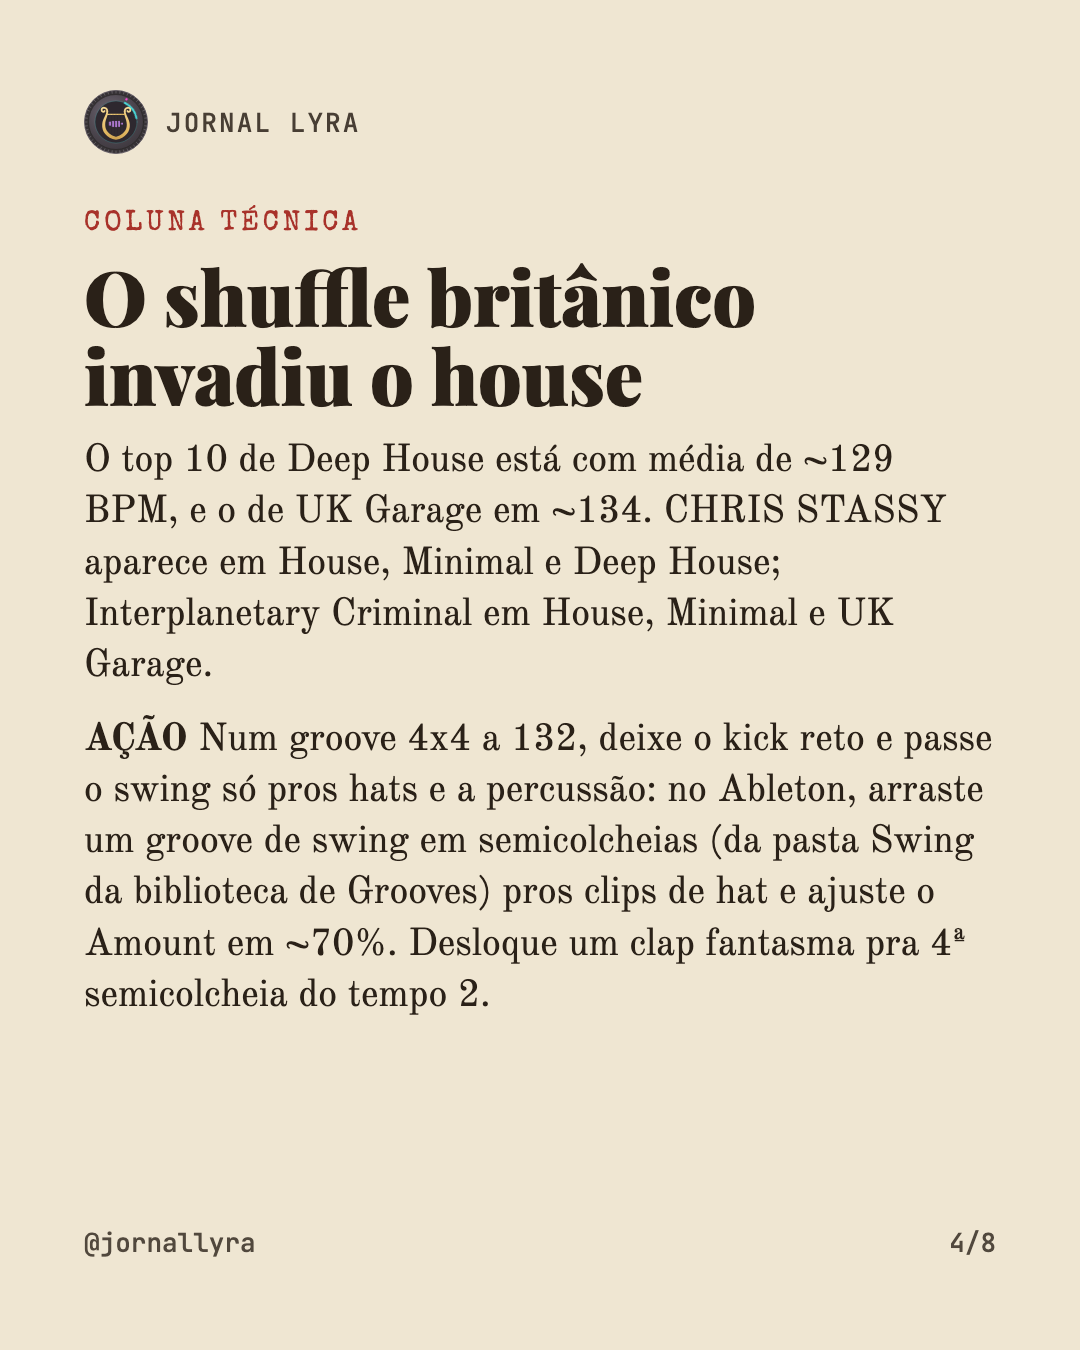 JORNAL LYRA
COLUNA TÉCNICA
O shuffle britânico
invadiu o house
O top 10 de Deep House está com média de ~129
BPM, e o de UK Garage em ~134. CHRIS STASSY
aparece em House, Minimal e Deep House;
Interplanetary Criminal em House, Minimal e UK
Garage.
AÇÃO Num groove 4x4 a 132, deixe o kick reto e passe
o swing só pros hats e a percussão: no Ableton, arraste
um groove de swing em semicolcheias (da pasta Swing
da biblioteca de Grooves) pros clips de hat e ajuste o
Amount em ~70%. Desloque um clap fantasma pra 4ª
semicolcheia do tempo 2.
@jornallyra
4/8